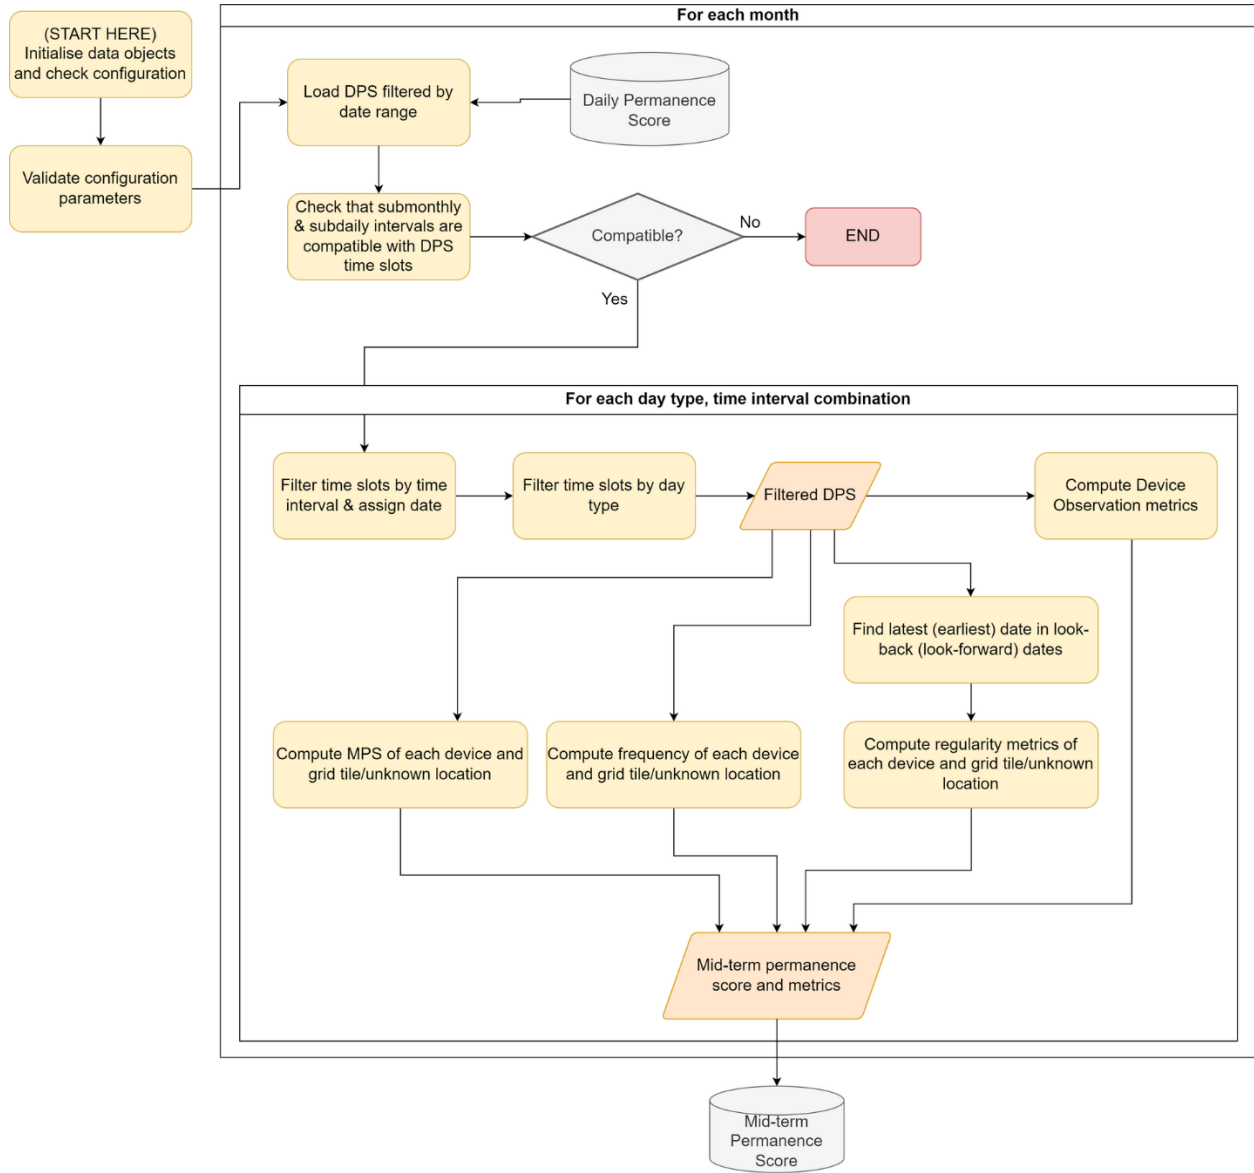 (START HERE)
Initialise data objects
and check configuration
Validate configuration
parameters
For each month
Load DPS filtered by
date range
Daily Permanence
Score
Check that submonthly
& subdaily intervals are
compatible with DPS
time slots
Compatible?
No
END
Yes
For each day type, time interval combination
Filter time slots by time
interval & assign date
Filter time slots by day
type
Filtered DPS
Compute Device
Observation metrics
Find latest (earliest) date in look-
back (look-forward) dates
Compute MPS of each device and
grid tile/unknown location
Compute frequency of each device
and grid tile/unknown location
Compute regularity metrics of
each device and grid tile/unknown
location
Mid-term permanence
score and metrics
Mid-term
Permanence
Score